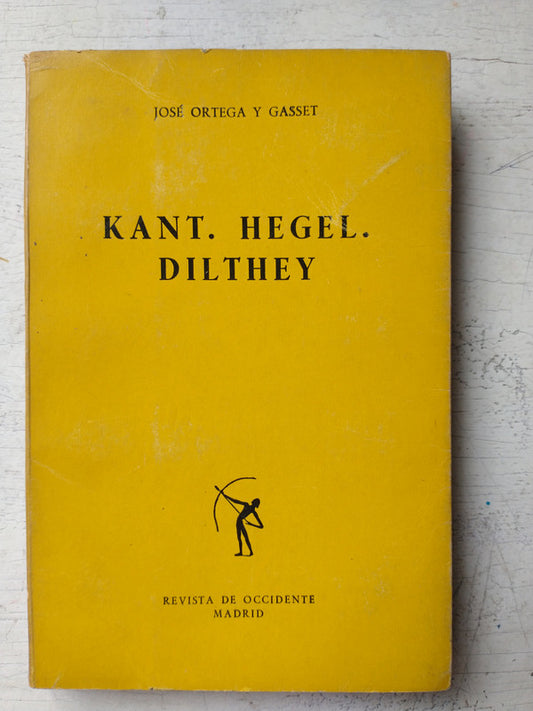 JOSÉ ORTEGA Y GASSET
KANT. HEGEL.
DILTHEY
REVISTA DE OCCIDENTE
MADRID